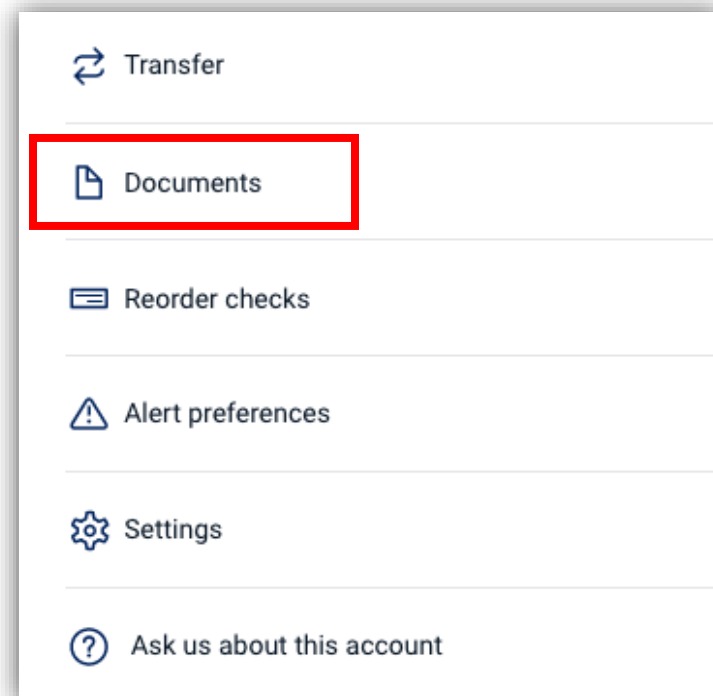 Transfer
Documents
Reorder checks
Alert preferences
Settings
Ask us about this account